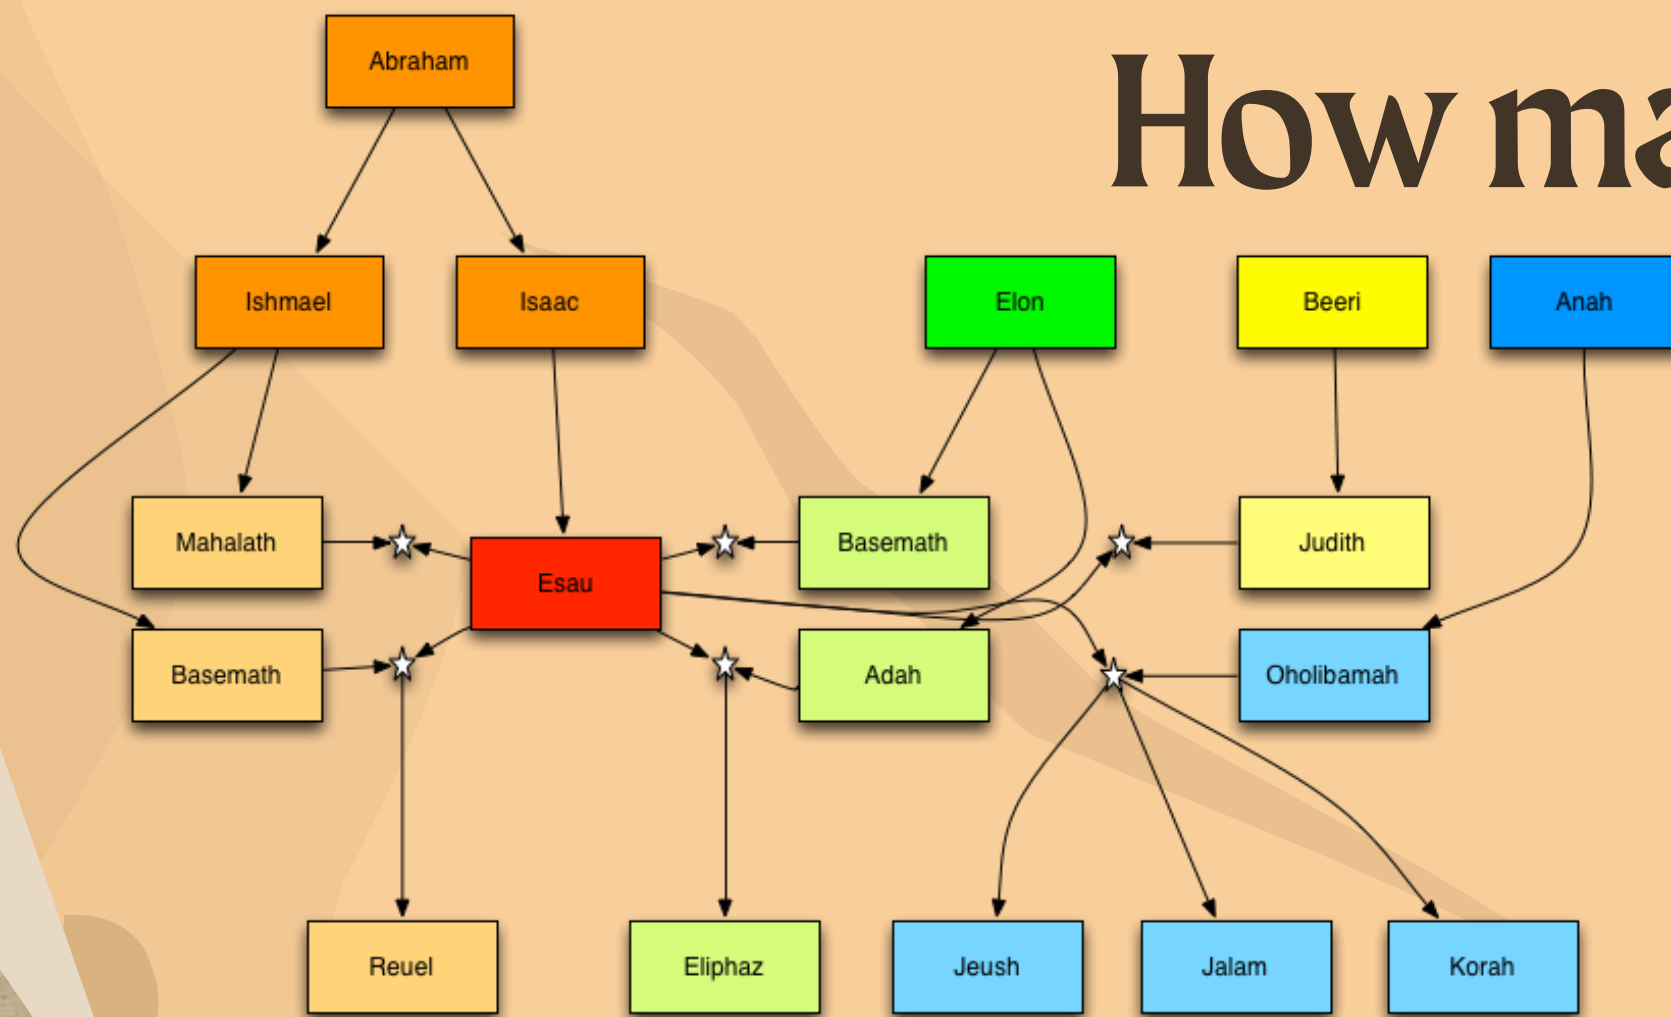 Abraham
How ma
Ishmael
Isaac
Elon
Beeri
Anah
Mahalath
Esau
Basemath
Judith
Basemath
Adah
Oholibamah
Reuel
Eliphaz
Jeush
Jalam
Korah